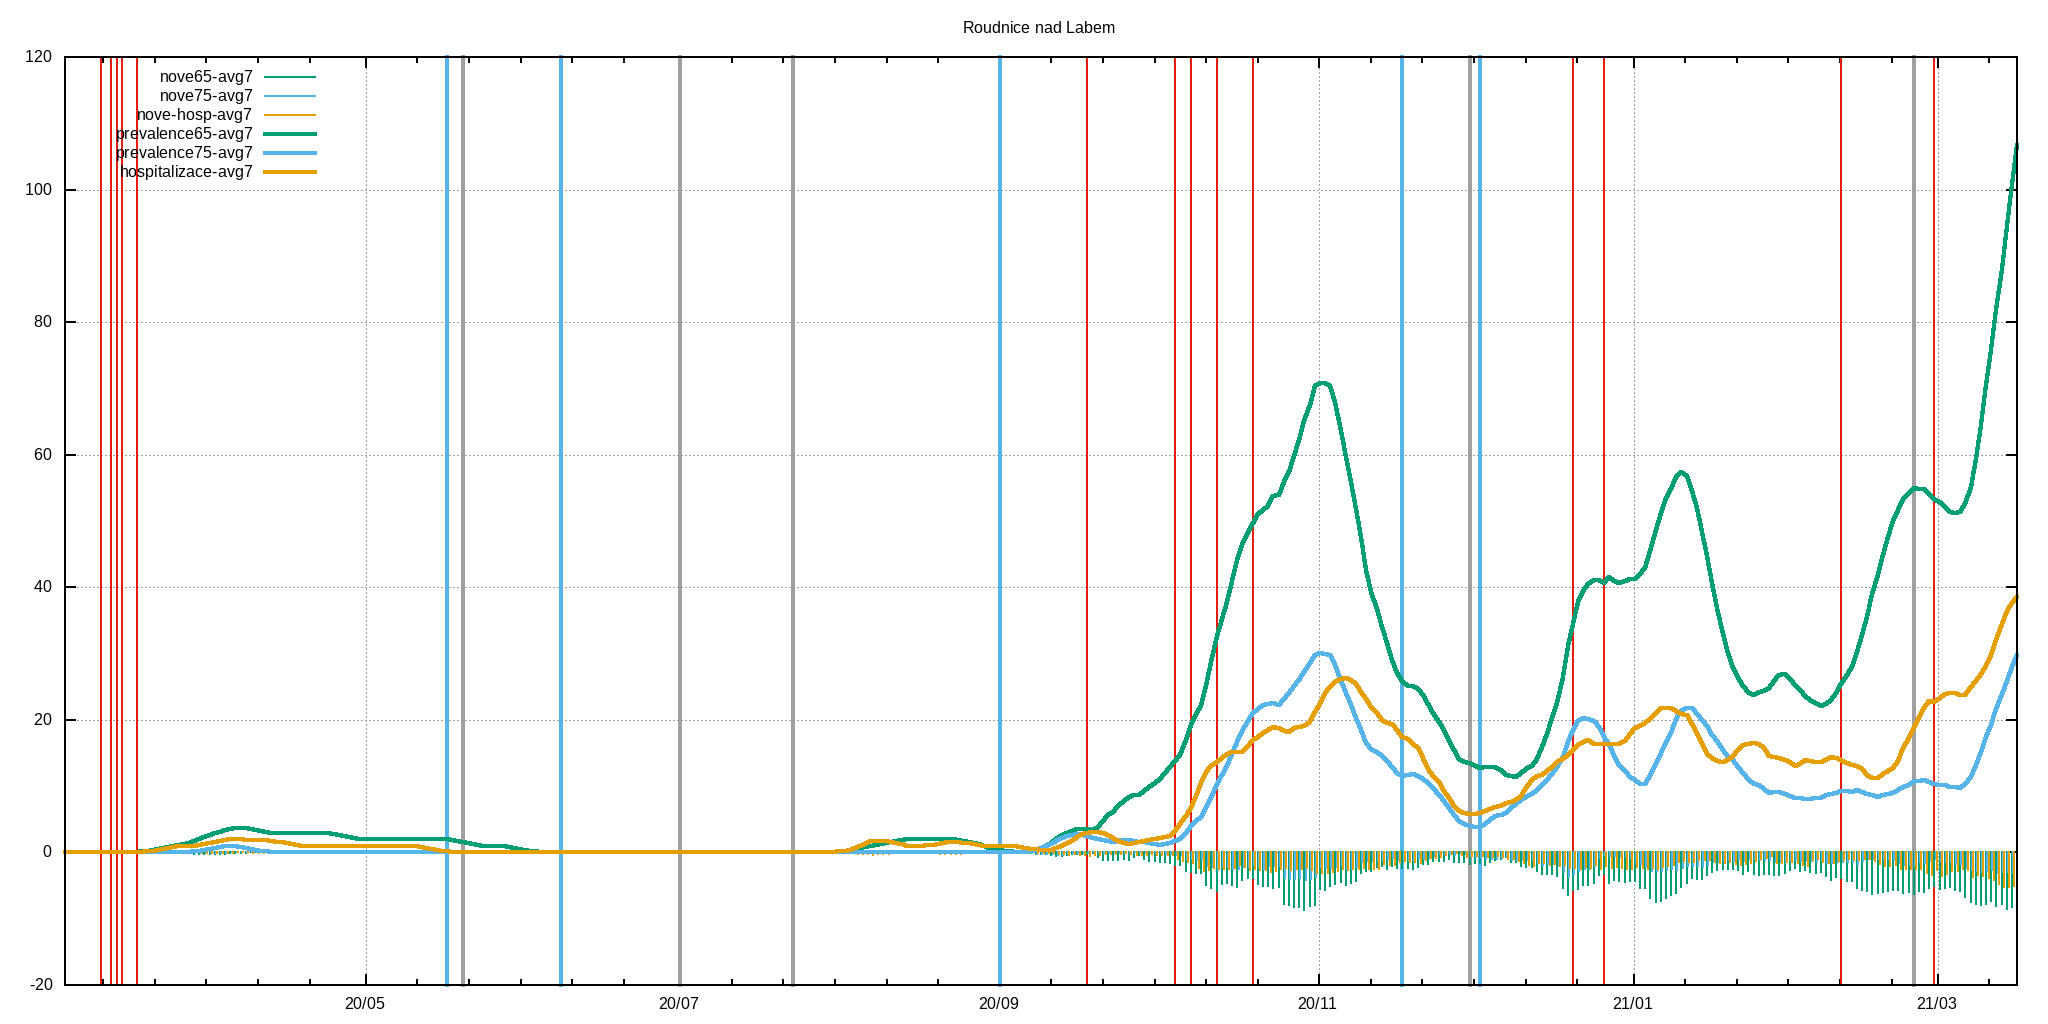 Roudnice nad Labem
120
100
80
60
40
20
0
-20
nove65-avg7
nove75-avg7
nove-hosp-avg7
prevalence65-avg7
prevalence75-avg7
hospitalizace-avg7
20/05 20/07 20/09 20/11 21/01 21/03